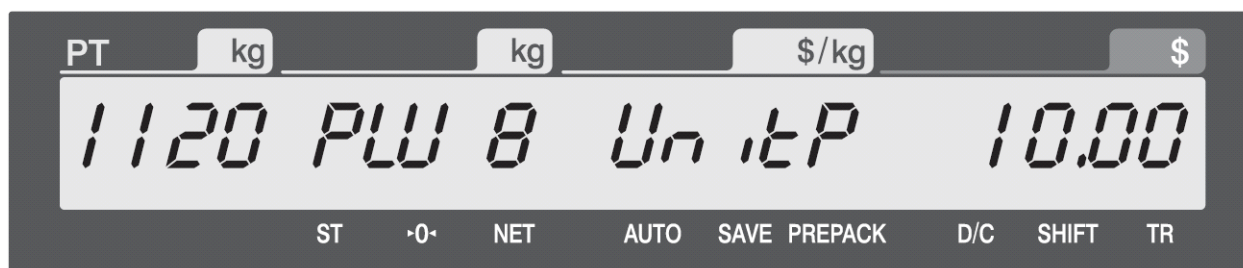 PT kg kg $/kg $
1120 PLU 8 UnitP 10.00
ST ▸0◂ NET AUTO SAVE PREPACK D/C SHIFT TR